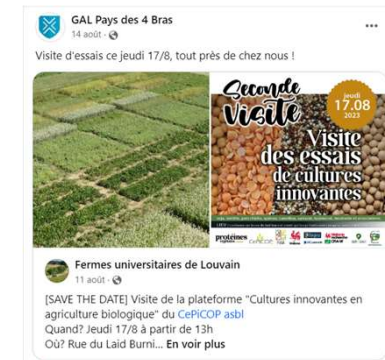 GAL Pays des 4 Bras
14 août ·
Visite d'essais ce jeudi 17/8, tout près de chez nous !
Seconde
Visite
jeudi
17.08
2023
Visite
des essais
de cultures
innovantes
protéines
CePiCOP
Fermes universitaires de Louvain
11 août ·
[SAVE THE DATE] Visite de la plateforme "Cultures innovantes en
agriculture biologique" du CePiCOP asbl
Quand? Jeudi 17/8 à partir de 13h
Où? Rue du Laid Burni... En voir plus